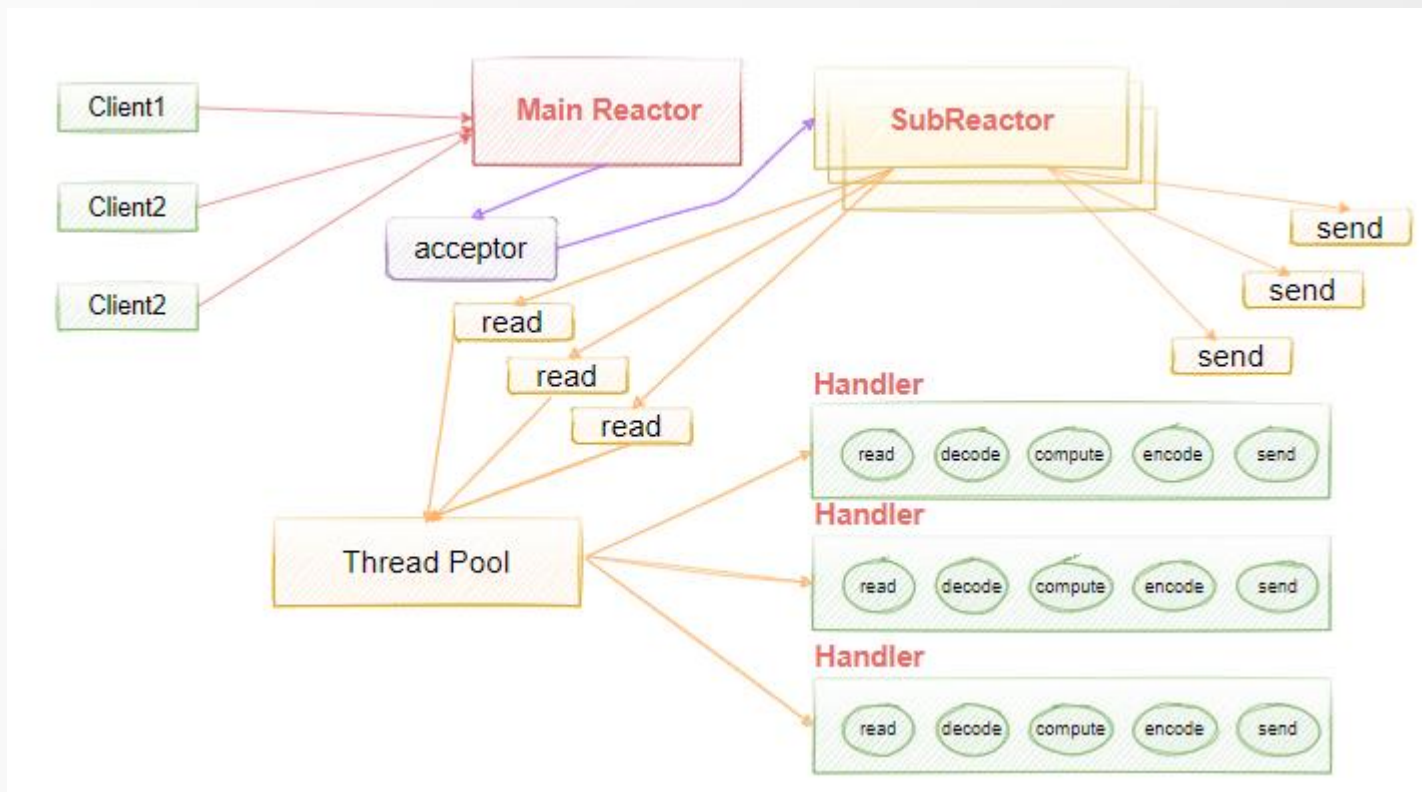 Client1
Client2
Client2
Main Reactor
acceptor
SubReactor
read
read
read
send
send
send
Thread Pool
Handler
read decode compute encode send
Handler
read decode compute encode send
Handler
read decode compute encode send